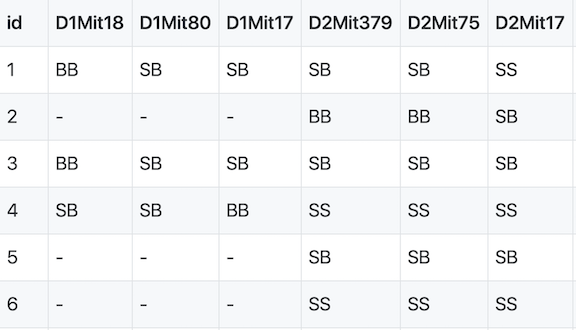 id D1Mit18 D1Mit80 D1Mit17 D2Mit379 D2Mit75 D2Mit17
1 BB SB SB SB SB SS
2 - - - BB BB SB
3 BB SB SB SB SB SB
4 SB SB BB SS SS SS
5 - - - SB SB SB
6 - - - SS SS SS